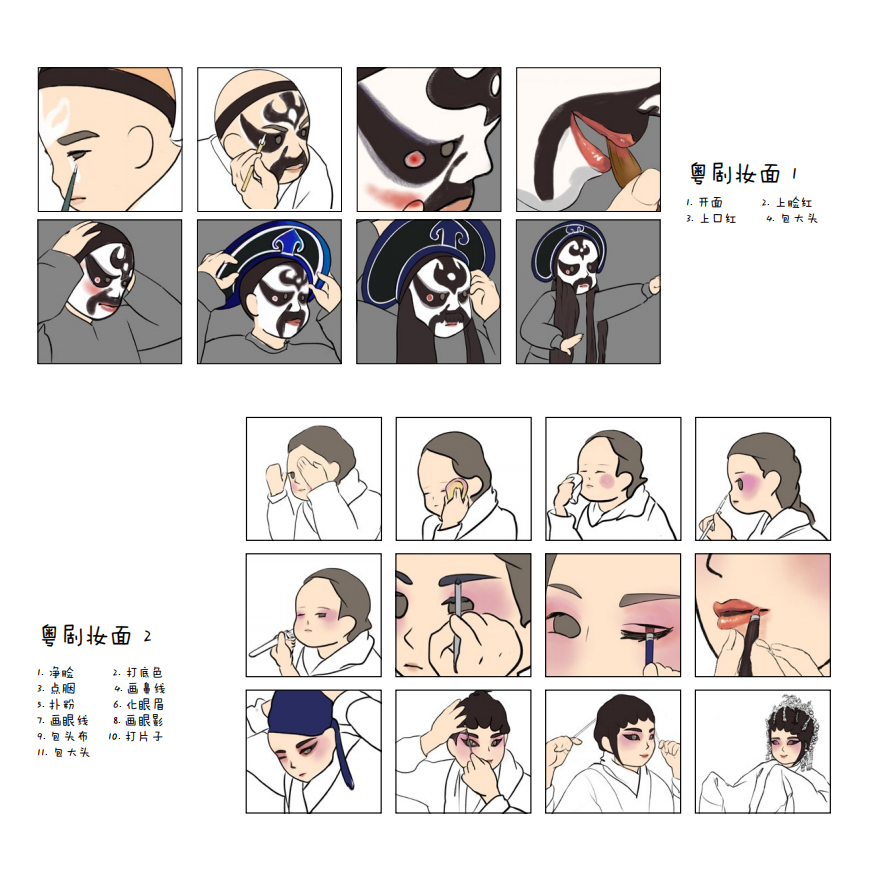 粤剧妆面 1
1. 开面 2. 上脸红
3. 上口红 4. 包大头
粤剧妆面 2
1. 净脸 2. 打底色
3. 点胭 4. 画鼻线
5. 扑粉 6. 化眼眉
7. 画眼线 8. 画眼影
9. 包头布 10. 打片子
11. 包大头